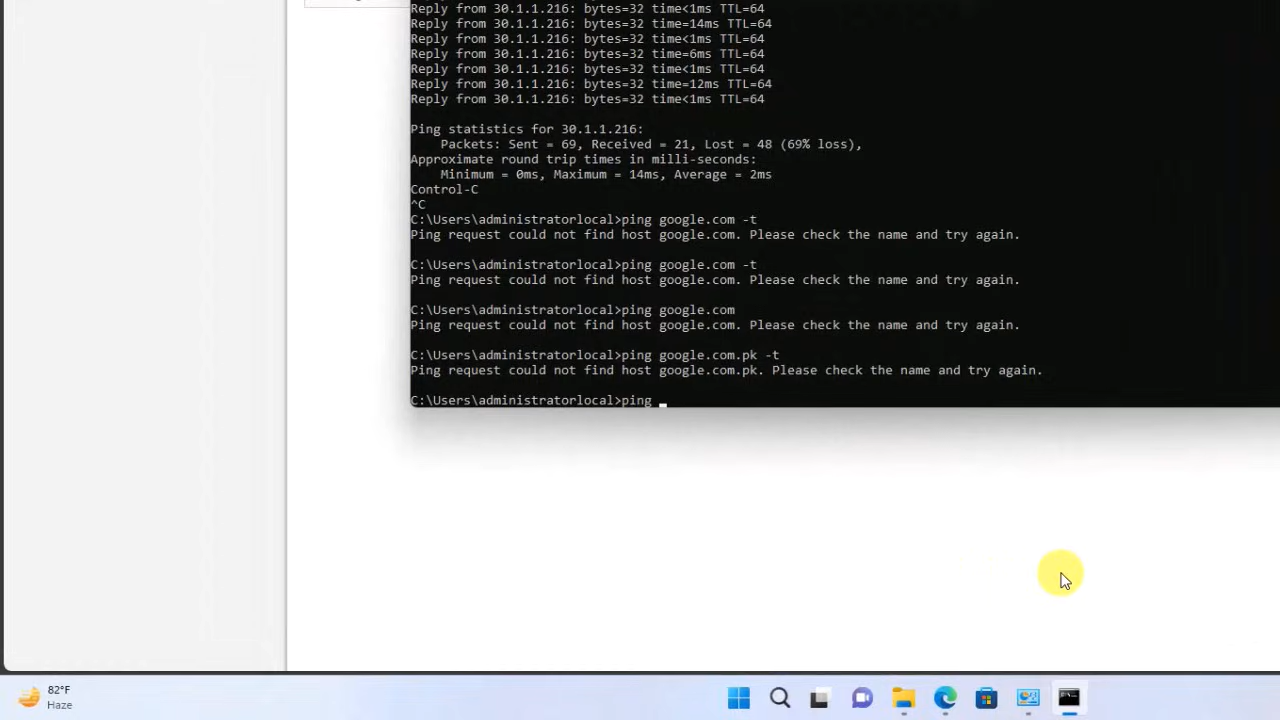 Reply from 30.1.1.216: bytes=32 time<1ms TTL=64
Reply from 30.1.1.216: bytes=32 time=14ms TTL=64
Reply from 30.1.1.216: bytes=32 time<1ms TTL=64
Reply from 30.1.1.216: bytes=32 time=6ms TTL=64
Reply from 30.1.1.216: bytes=32 time<1ms TTL=64
Reply from 30.1.1.216: bytes=32 time=12ms TTL=64
Reply from 30.1.1.216: bytes=32 time<1ms TTL=64
Ping statistics for 30.1.1.216:
Packets: Sent = 69, Received = 21, Lost = 48 (69% loss),
Approximate round trip times in milli-seconds:
Minimum = 0ms, Maximum = 14ms, Average = 2ms
Control-C
^C
C:\Users\administratorlocal>ping google.com -t
Ping request could not find host google.com. Please check the name and try again.
C:\Users\administratorlocal>ping google.com -t
Ping request could not find host google.com. Please check the name and try again.
C:\Users\administratorlocal>ping google.com
Ping request could not find host google.com. Please check the name and try again.
C:\Users\administratorlocal>ping google.com.pk -t
Ping request could not find host google.com.pk. Please check the name and try again.
C:\Users\administratorlocal>ping
82°F
Haze